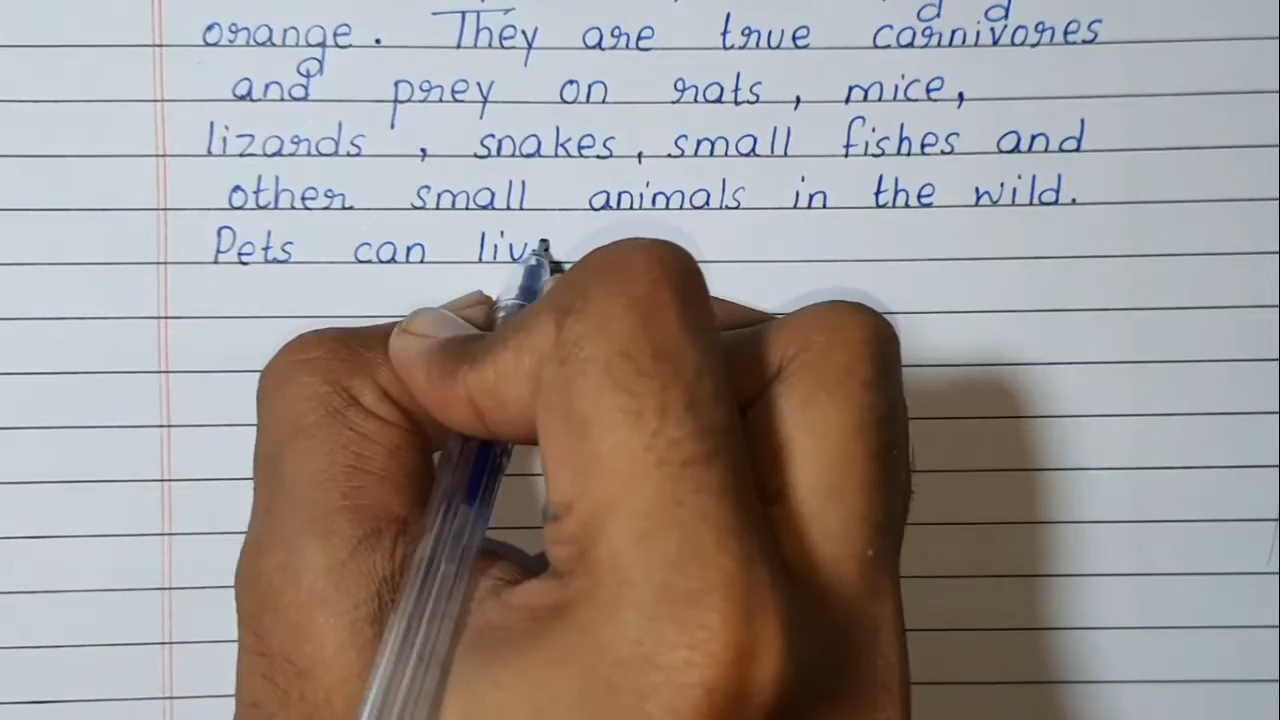 orange. They are true carnivores
and prey on rats, mice,
lizards, snakes, small fishes and
other small animals in the wild.
Pets can liv